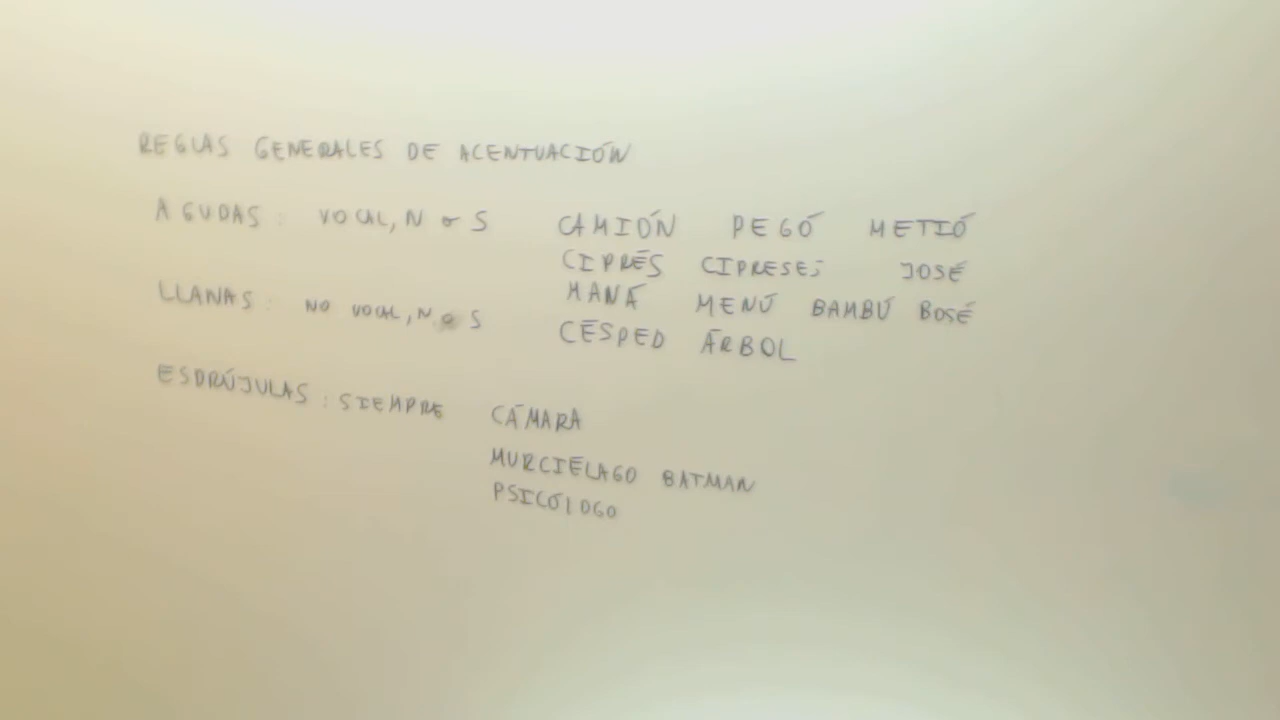 REGLAS GENERALES DE ACENTUACIÓN
AGUDAS: VOCAL, N o S CAMIÓN PEGÓ METIÓ
CIPRÉS CIPRESES JOSÉ
LLANAS: NO VOCAL, N o S MANÁ MENÚ BAMBÚ BOSÉ
CÉSPED ÁRBOL
ESDRÚJULAS: SIEMPRE CÁMARA
MURCIÉLAGO BATMAN
PSICÓLOGO